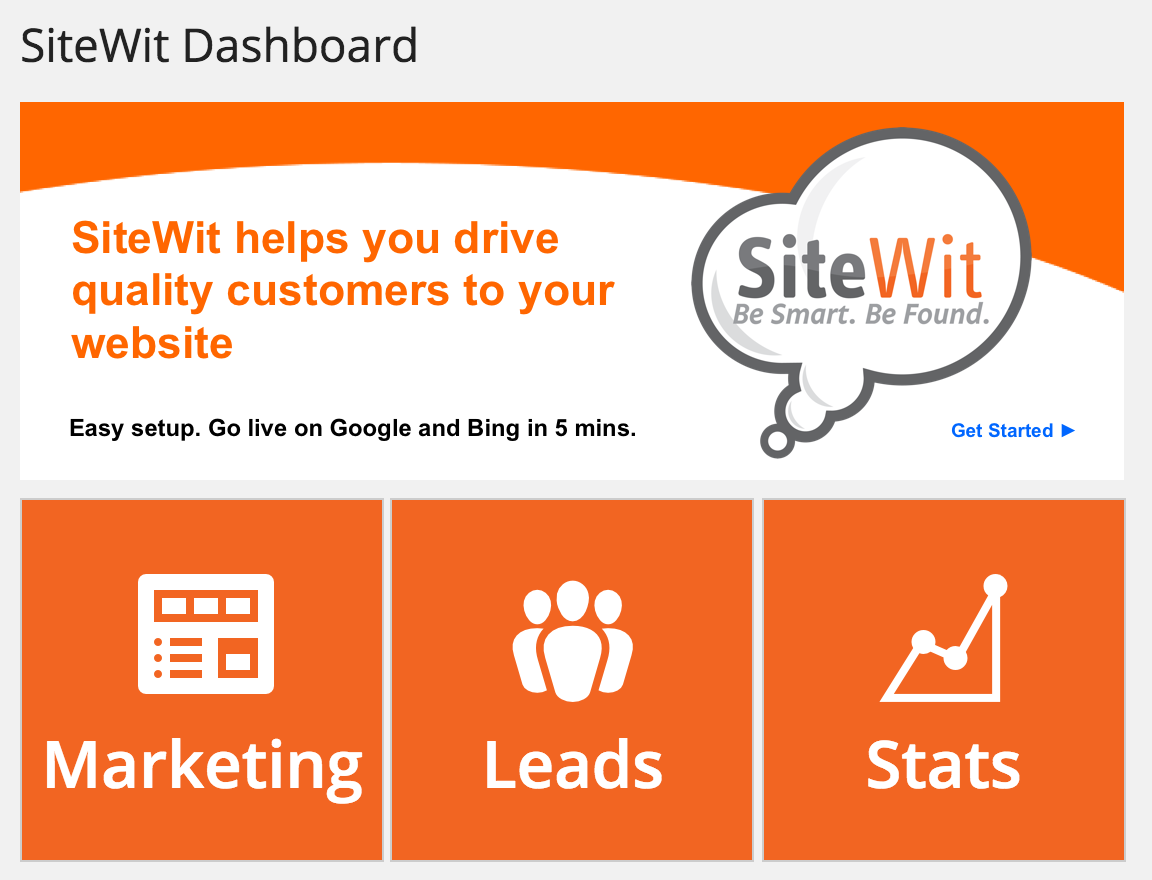 SiteWit Dashboard
SiteWit helps you drive
quality customers to your
website
SiteWit
Be Smart. Be Found.
Easy setup. Go live on Google and Bing in 5 mins.
Get Started ►
Marketing
Leads
Stats